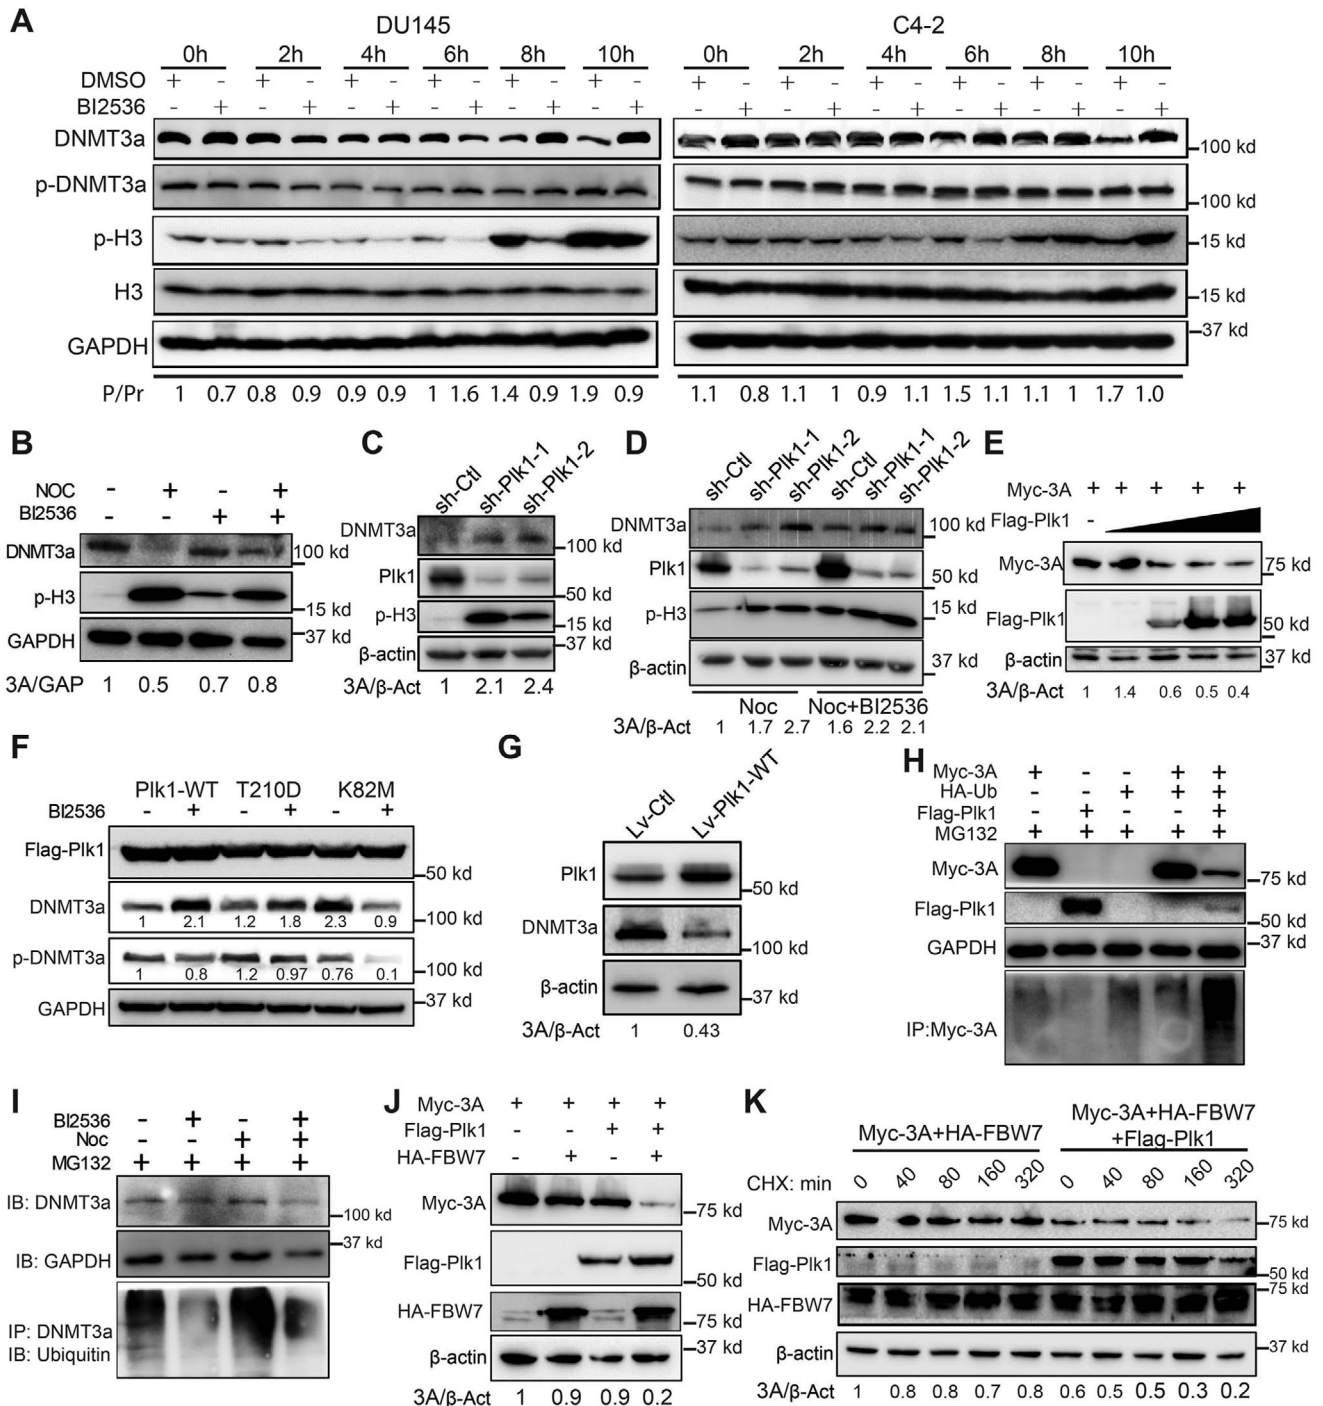 A
DU145
C4-2
0h 2h 4h 6h 8h 10h 0h 2h 4h 6h 8h 10h
DMSO + - + - + - + - + - + - + - + - + - + - + - + -
BI2536 - + - + - + - + - + - + - + - + - + - + - + - +
DNMT3a
100 kd
p-DNMT3a
100 kd
p-H3
15 kd
H3
15 kd
GAPDH
37 kd
P/Pr 1 0.7 0.8 0.9 0.9 0.9 1 1.6 1.4 0.9 1.9 0.9 1.1 0.8 1.1 1 0.9 1.1 1.5 1.1 1.1 1 1.7 1.0
B
NOC - + - +
BI2536 - - + +
DNMT3a
100 kd
p-H3
15 kd
GAPDH
37 kd
3A/GAP 1 0.5 0.7 0.8
C
sh-Ctl sh-Plk1-1 sh-Plk1-2
DNMT3a
100 kd
Plk1
50 kd
p-H3
15 kd
β-actin
37 kd
3A/β-Act 1 2.1 2.4
D
sh-Ctl sh-Plk1-1 sh-Plk1-2 sh-Ctl sh-Plk1-1 sh-Plk1-2
DNMT3a
100 kd
Plk1
50 kd
p-H3
15 kd
β-actin
37 kd
Noc Noc+BI2536
3A/β-Act 1 1.7 2.7 1.6 2.2 2.1
E
Myc-3A + + + + +
Flag-Plk1 -
Myc-3A
75 kd
Flag-Plk1
50 kd
β-actin
37 kd
3A/β-Act 1 1.4 0.6 0.5 0.4
F
Plk1-WT T210D K82M
BI2536 - + - + - +
Flag-Plk1
50 kd
DNMT3a
1 2.1 1.2 1.8 2.3 0.9
100 kd
p-DNMT3a
1 0.8 1.2 0.97 0.76 0.1
100 kd
GAPDH
37 kd
G
Lv-Ctl Lv-Plk1-WT
Plk1
50 kd
DNMT3a
100 kd
β-actin
37 kd
3A/β-Act 1 0.43
H
Myc-3A + - - + +
HA-Ub - - + + +
Flag-Plk1 - + - - +
MG132 + + + + +
Myc-3A
75 kd
Flag-Plk1
50 kd
GAPDH
37 kd
IP:Myc-3A
I
BI2536 - + - +
Noc - - + +
MG132 + + + +
IB: DNMT3a
100 kd
IB: GAPDH
37 kd
IP: DNMT3a
IB: Ubiquitin
J
Myc-3A + + + +
Flag-Plk1 - - + +
HA-FBW7 - + - +
Myc-3A
75 kd
Flag-Plk1
50 kd
HA-FBW7
75 kd
β-actin
37 kd
3A/β-Act 1 0.9 0.9 0.2
K
Myc-3A+HA-FBW7
Myc-3A+HA-FBW7
+Flag-Plk1
CHX: min 0 40 80 160 320 0 40 80 160 320
Myc-3A
75 kd
Flag-Plk1
50 kd
HA-FBW7
75 kd
β-actin
37 kd
3A/β-Act 1 0.8 0.8 0.7 0.8 0.6 0.5 0.5 0.3 0.2